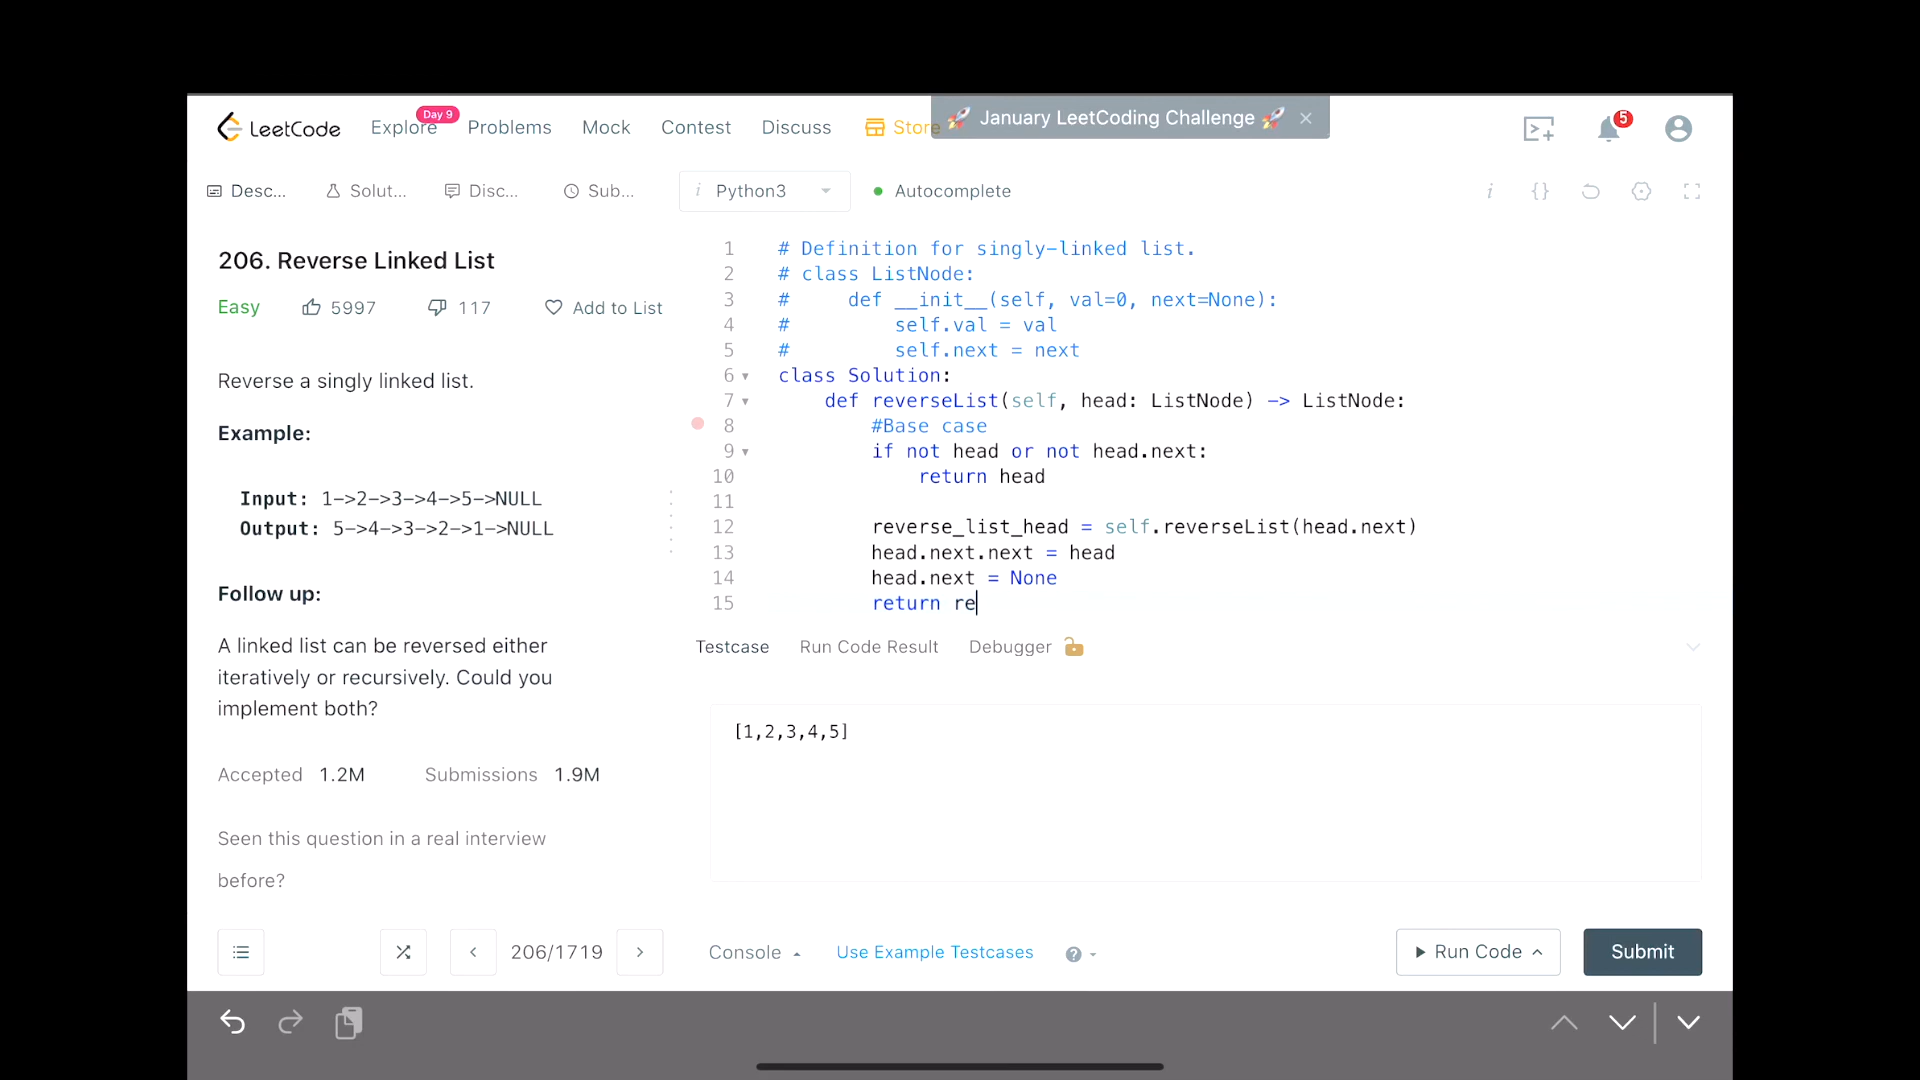 LeetCode Explore Day 9 Problems Mock Contest Discuss Store 🚀 January LeetCoding Challenge 🚀 × 5
Desc... Solut... Disc... Sub... i Python3 Autocomplete i {}
206. Reverse Linked List
Easy 5997 117 Add to List
Reverse a singly linked list.
Example:
Input: 1->2->3->4->5->NULL
Output: 5->4->3->2->1->NULL
Follow up:
A linked list can be reversed either
iteratively or recursively. Could you
implement both?
Accepted 1.2M Submissions 1.9M
Seen this question in a real interview
before?
206/1719
1 # Definition for singly-linked list.
2 # class ListNode:
3 #     def __init__(self, val=0, next=None):
4 #         self.val = val
5 #         self.next = next
6 class Solution:
7     def reverseList(self, head: ListNode) -> ListNode:
8         #Base case
9         if not head or not head.next:
10             return head
11
12         reverse_list_head = self.reverseList(head.next)
13         head.next.next = head
14         head.next = None
15         return re
Testcase Run Code Result Debugger
[1,2,3,4,5]
Console Use Example Testcases ? Run Code Submit